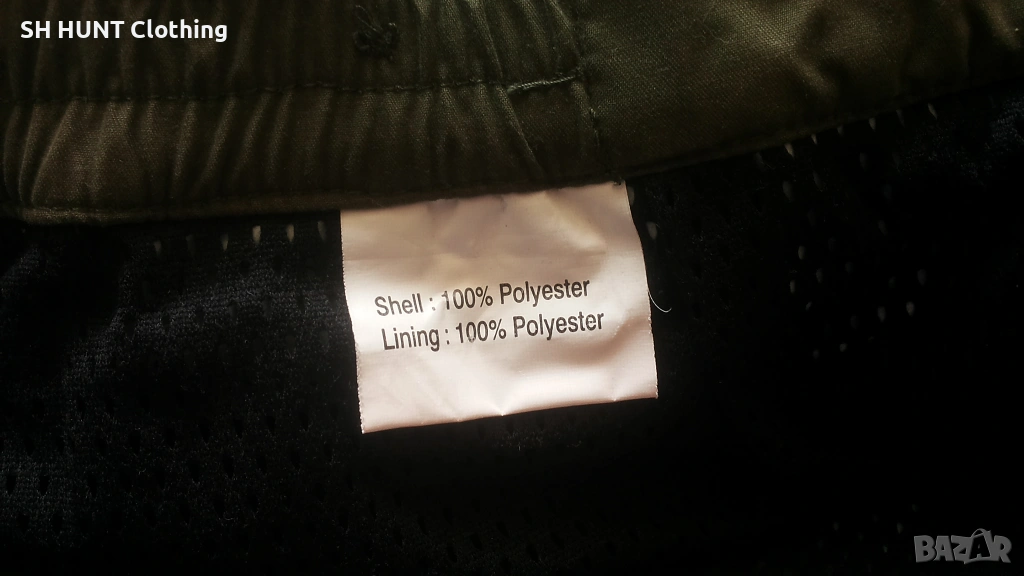 SH HUNT Clothing
Shell : 100% Polyester
Lining : 100% Polyester
BAZAR